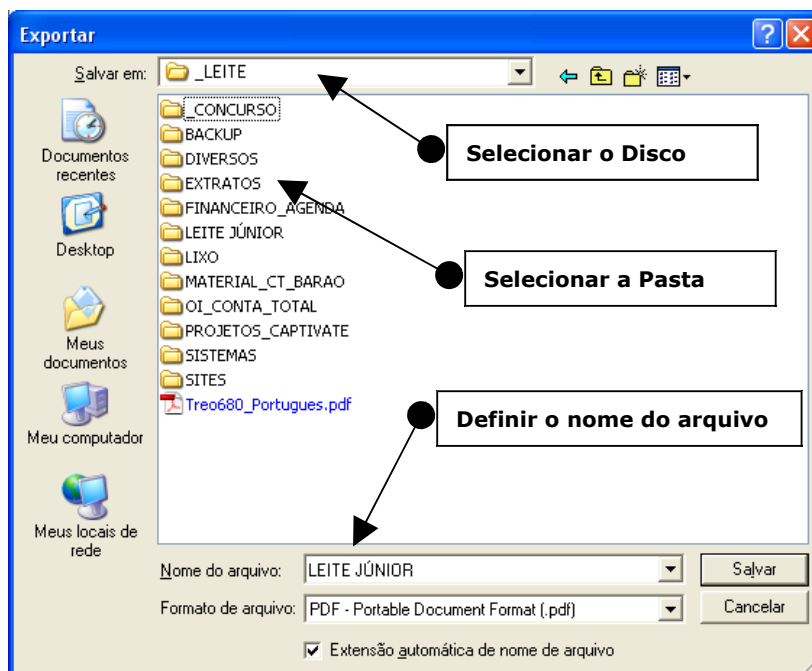 Exportar
Salvar em: _LEITE
_CONCURSO
BACKUP
DIVERSOS
EXTRATOS
FINANCEIRO_AGENDA
LEITE JÚNIOR
LIXO
MATERIAL_CT_BARAO
OI_CONTA_TOTAL
PROJETOS_CAPTIVATE
SISTEMAS
SITES
Treo680_Portugues.pdf
Documentos
recentes
Desktop
Meus
documentos
Meu computador
Meus locais de
rede
Selecionar o Disco
Selecionar a Pasta
Definir o nome do arquivo
Nome do arquivo: LEITE JÚNIOR Salvar
Formato de arquivo: PDF - Portable Document Format (.pdf) Cancelar
Extensão automática de nome de arquivo